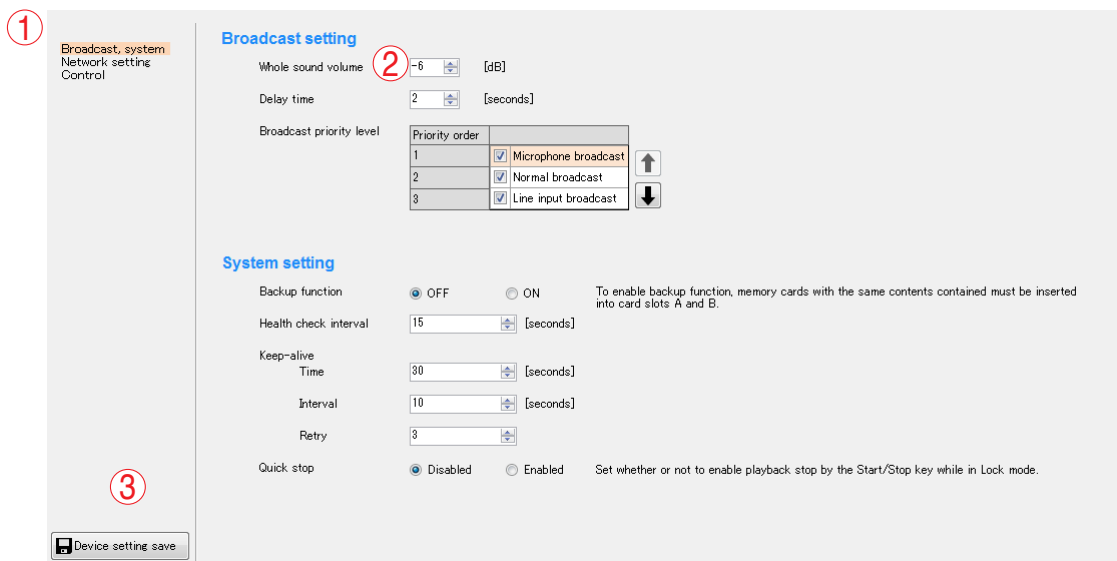 ①
Broadcast, system
Network setting
Control
Broadcast setting
Whole sound volume ② -6 [dB]
Delay time 2 [seconds]
Broadcast priority level
Priority order
1 Microphone broadcast
2 Normal broadcast
3 Line input broadcast
System setting
Backup function OFF ON To enable backup function, memory cards with the same contents contained must be inserted
into card slots A and B.
Health check interval 15 [seconds]
Keep-alive
Time 30 [seconds]
Interval 10 [seconds]
Retry 3
Quick stop Disabled Enabled Set whether or not to enable playback stop by the Start/Stop key while in Lock mode.
③
Device setting save